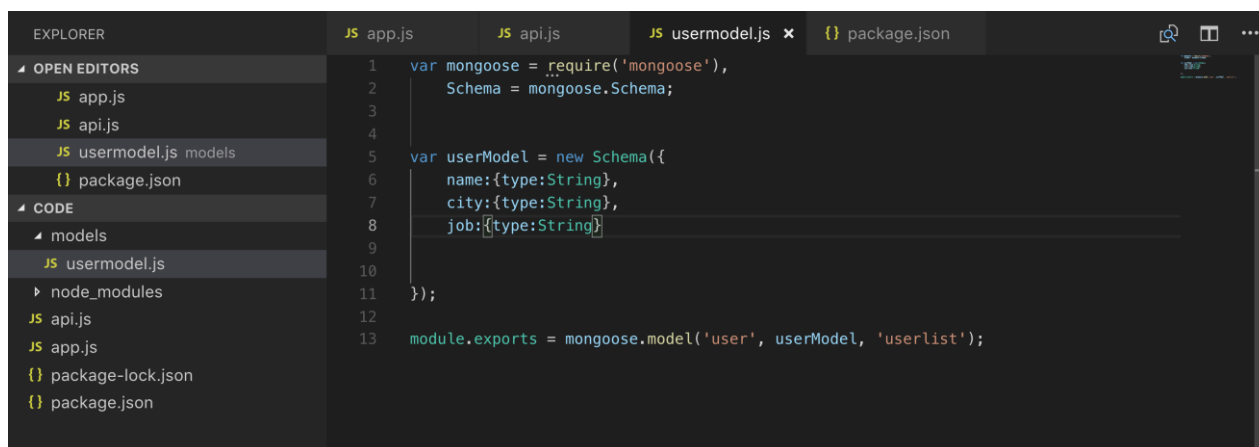 EXPLORER
OPEN EDITORS
JS app.js
JS api.js
JS usermodel.js models
{} package.json
CODE
models
JS usermodel.js
node_modules
JS api.js
JS app.js
{} package-lock.json
{} package.json
JS app.js JS api.js JS usermodel.js × {} package.json
1 var mongoose = require('mongoose'),
2 Schema = mongoose.Schema;
3
4
5 var userModel = new Schema({
6 name:{type:String},
7 city:{type:String},
8 job:{type:String}
9
10
11 });
12
13 module.exports = mongoose.model('user', userModel, 'userlist');